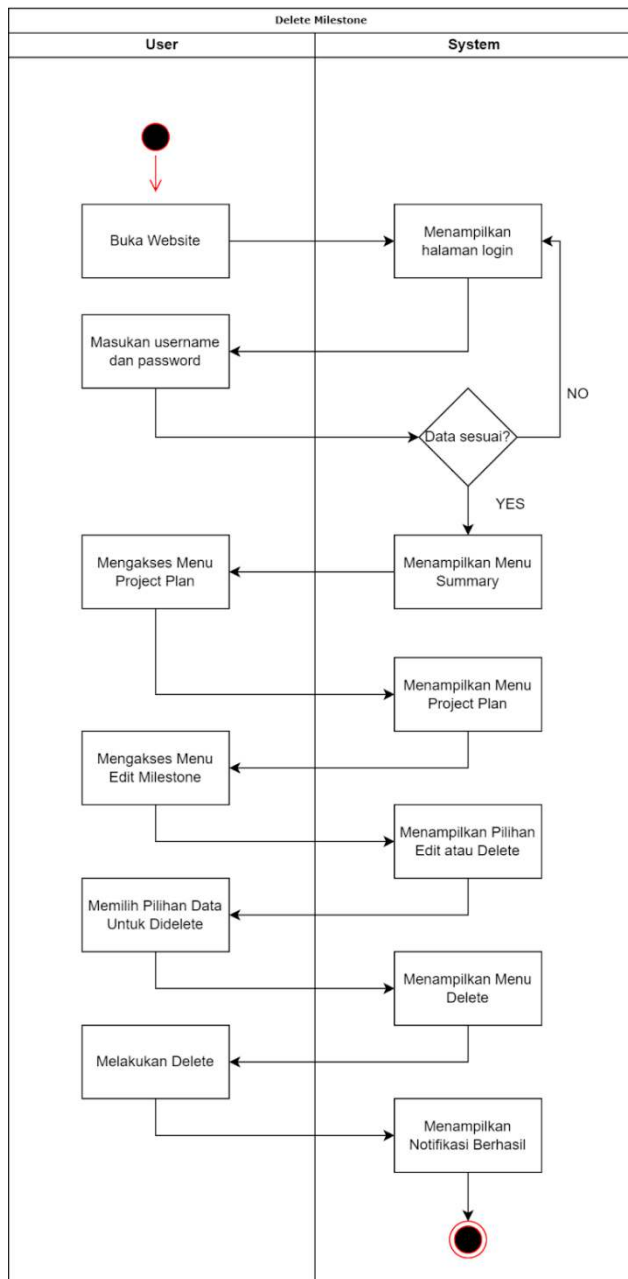 Delete Milestone
User
System
Buka Website
Menampilkan
halaman login
Masukan username
dan password
NO
Data sesuai?
YES
Mengakses Menu
Project Plan
Menampilkan Menu
Summary
Menampilkan Menu
Project Plan
Mengakses Menu
Edit Milestone
Menampilkan Pilihan
Edit atau Delete
Memilih Pilihan Data
Untuk Didelete
Menampilkan Menu
Delete
Melakukan Delete
Menampilkan
Notifikasi Berhasil